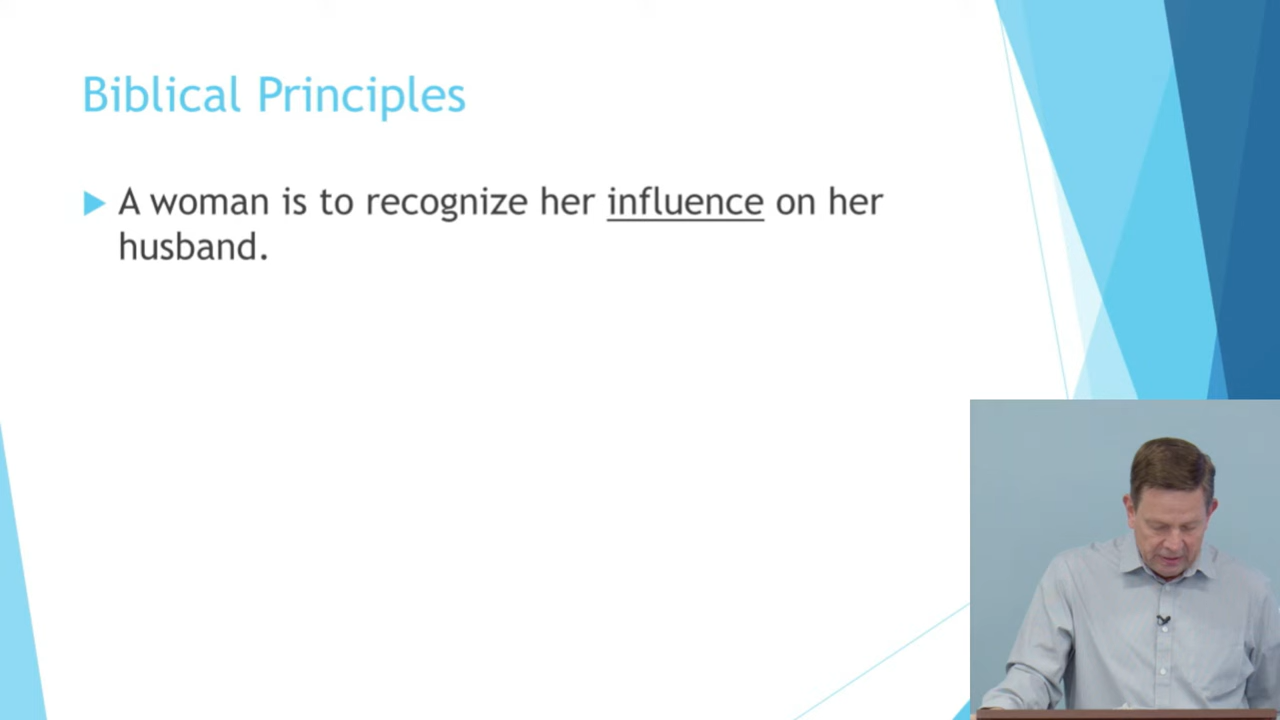 Biblical Principles
A woman is to recognize her influence on her
husband.